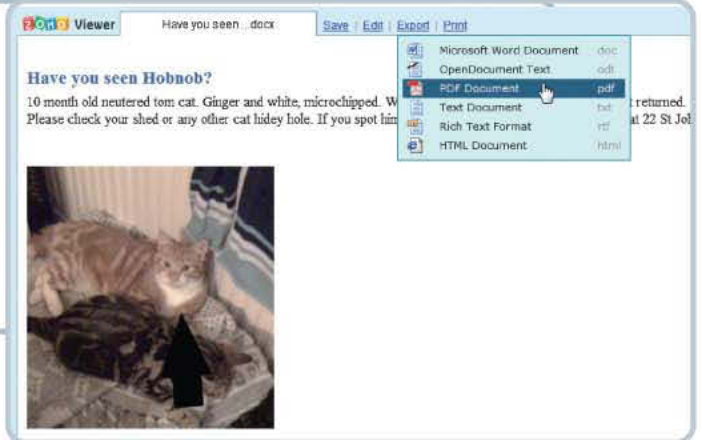 ZOHO Viewer
Have you seen...docx
Save | Edit | Export | Print
Microsoft Word Document doc
OpenDocument Text odt
PDF Document pdf
Text Document txt
Rich Text Format rtf
HTML Document html
Have you seen Hobnob?
10 month old neutered tom cat. Ginger and white, microchipped. W returned.
Please check your shed or any other cat hidey hole. If you spot him at 22 St